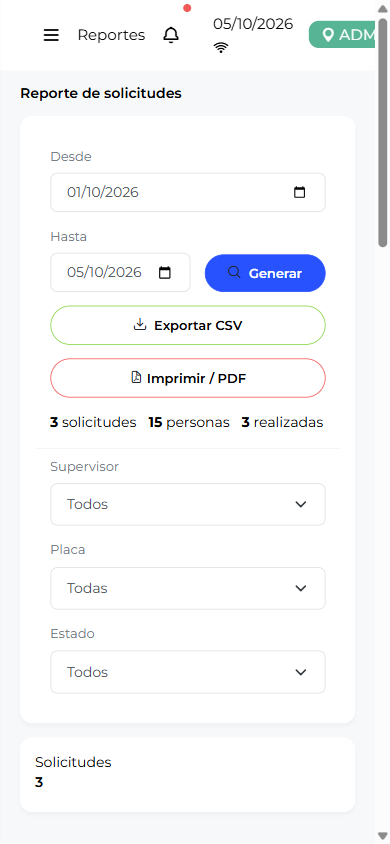 Reportes
05/10/2026
ADM
Reporte de solicitudes
Desde
01/10/2026
Hasta
05/10/2026
Generar
Exportar CSV
Imprimir / PDF
3 solicitudes 15 personas 3 realizadas
Supervisor
Todos
Placa
Todas
Estado
Todos
Solicitudes
3